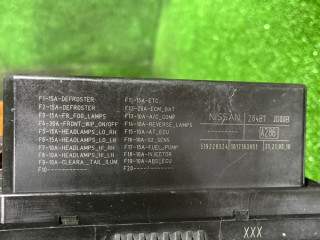 F1-15A-DEFROSTER
F2-15A-DEFROSTER
F3-15A-FR_FOG_LAMPS
F4-30A-FRONT_WIP_ON/OFF
F5-15A-HEADLAMPS_LO_RH
F6-15A-HEADLAMPS_LO_LH
F7-10A-HEADLAMPS_HI_RH
F8-10A-HEADLAMPS_HI_LH
F9-10A-CLEARA_TAIL_ILUM
F10
F11-15A-ETC
F12-20A-ECM_BAT
F13-10A-A/C_COMP
F14-10A-REVERSE_LAMPS
F15-10A-AT_ECU
F16-10A-O2_SENS
F17-15A-FUEL_PUMP
F18-10A-INJECTOR
F19-10A-ABS_ECU
F20
NISSAN 284B7
A286
519228324
XXX